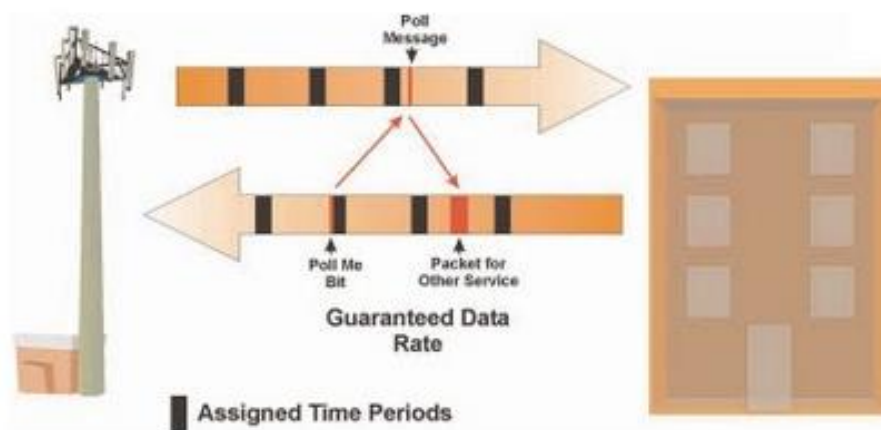 Poll
Message
Poll Me
Bit
Packet for
Other Service
Guaranteed Data
Rate
Assigned Time Periods